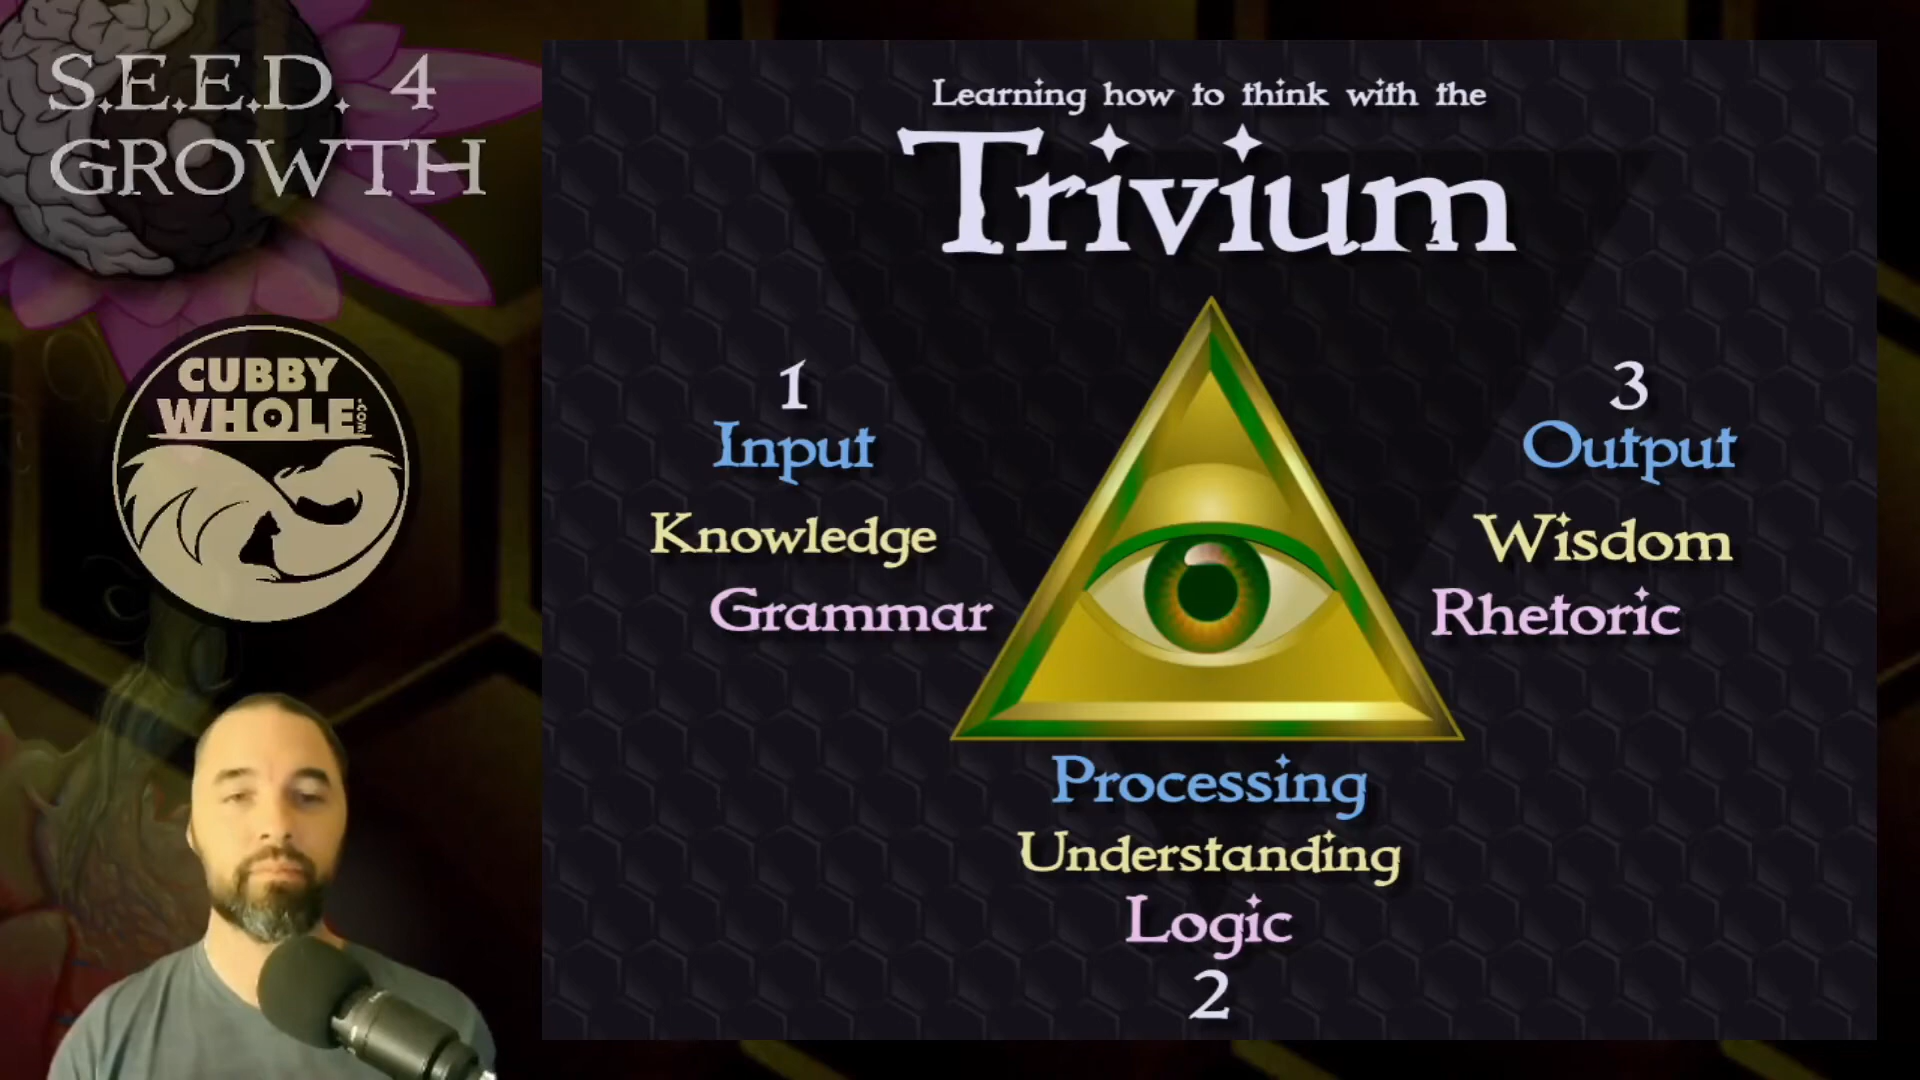 S.E.E.D. 4
GROWTH
CUBBY
WHOLE.COM
Learning how to think with the
Trivium
1
Input
Knowledge
Grammar
3
Output
Wisdom
Rhetoric
Processing
Understanding
Logic
2